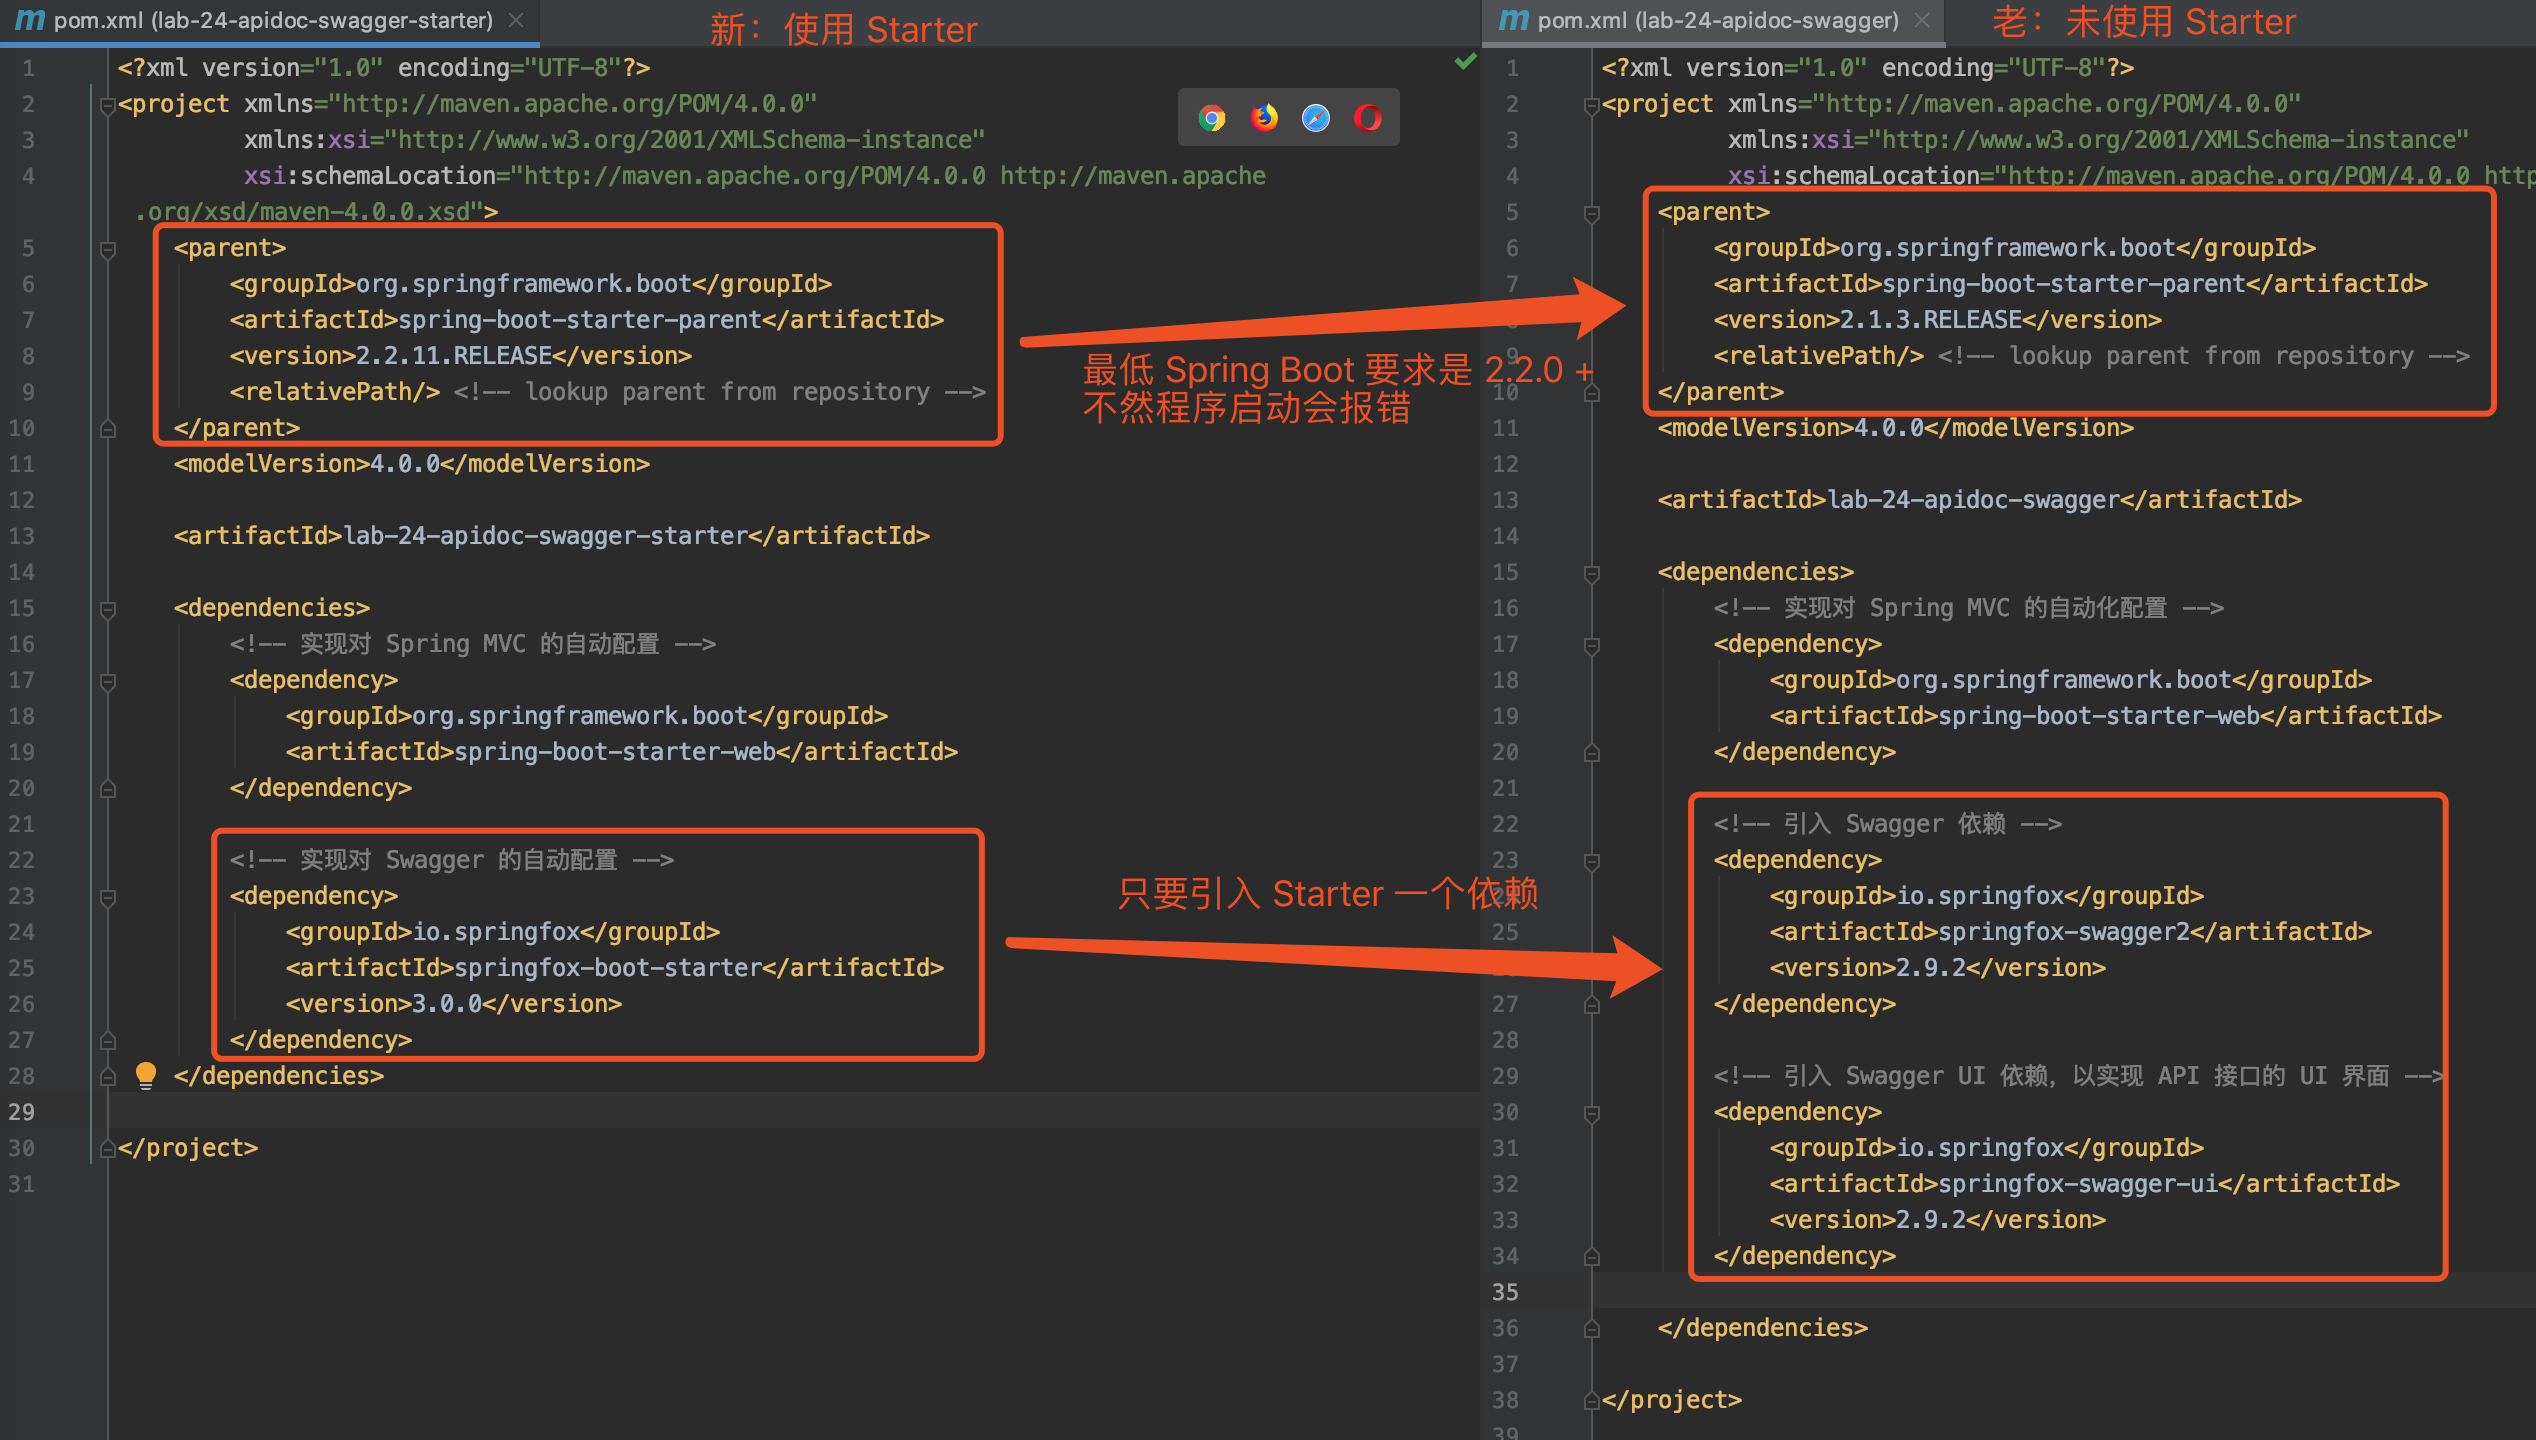 pom.xml (lab-24-apidoc-swagger-starter)
新：使用 Starter
1 <?xml version="1.0" encoding="UTF-8"?>
2 <project xmlns="http://maven.apache.org/POM/4.0.0"
3 xmlns:xsi="http://www.w3.org/2001/XMLSchema-instance"
4 xsi:schemaLocation="http://maven.apache.org/POM/4.0.0 http://maven.apache
.org/xsd/maven-4.0.0.xsd">
5 <parent>
6 <groupId>org.springframework.boot</groupId>
7 <artifactId>spring-boot-starter-parent</artifactId>
8 <version>2.2.11.RELEASE</version>
9 <relativePath/> <!-- lookup parent from repository -->
10 </parent>
11 <modelVersion>4.0.0</modelVersion>
12
13 <artifactId>lab-24-apidoc-swagger-starter</artifactId>
14
15 <dependencies>
16 <!-- 实现对 Spring MVC 的自动配置 -->
17 <dependency>
18 <groupId>org.springframework.boot</groupId>
19 <artifactId>spring-boot-starter-web</artifactId>
20 </dependency>
21
22 <!-- 实现对 Swagger 的自动配置 -->
23 <dependency>
24 <groupId>io.springfox</groupId>
25 <artifactId>springfox-boot-starter</artifactId>
26 <version>3.0.0</version>
27 </dependency>
28 </dependencies>
29
30 </project>
31
最低 Spring Boot 要求是 2.2.0 +
不然程序启动会报错
只要引入 Starter 一个依赖
pom.xml (lab-24-apidoc-swagger)
老：未使用 Starter
1 <?xml version="1.0" encoding="UTF-8"?>
2 <project xmlns="http://maven.apache.org/POM/4.0.0"
3 xmlns:xsi="http://www.w3.org/2001/XMLSchema-instance"
4 xsi:schemaLocation="http://maven.apache.org/POM/4.0.0 http
5 <parent>
6 <groupId>org.springframework.boot</groupId>
7 <artifactId>spring-boot-starter-parent</artifactId>
<version>2.1.3.RELEASE</version>
9 <relativePath/> <!-- lookup parent from repository -->
10 </parent>
11 <modelVersion>4.0.0</modelVersion>
12
13 <artifactId>lab-24-apidoc-swagger</artifactId>
14
15 <dependencies>
16 <!-- 实现对 Spring MVC 的自动化配置 -->
17 <dependency>
18 <groupId>org.springframework.boot</groupId>
19 <artifactId>spring-boot-starter-web</artifactId>
20 </dependency>
21
22 <!-- 引入 Swagger 依赖 -->
23 <dependency>
<groupId>io.springfox</groupId>
25 <artifactId>springfox-swagger2</artifactId>
<version>2.9.2</version>
27 </dependency>
28
29 <!-- 引入 Swagger UI 依赖，以实现 API 接口的 UI 界面 -->
30 <dependency>
31 <groupId>io.springfox</groupId>
32 <artifactId>springfox-swagger-ui</artifactId>
33 <version>2.9.2</version>
34 </dependency>
35
36 </dependencies>
37
38 </project>
39